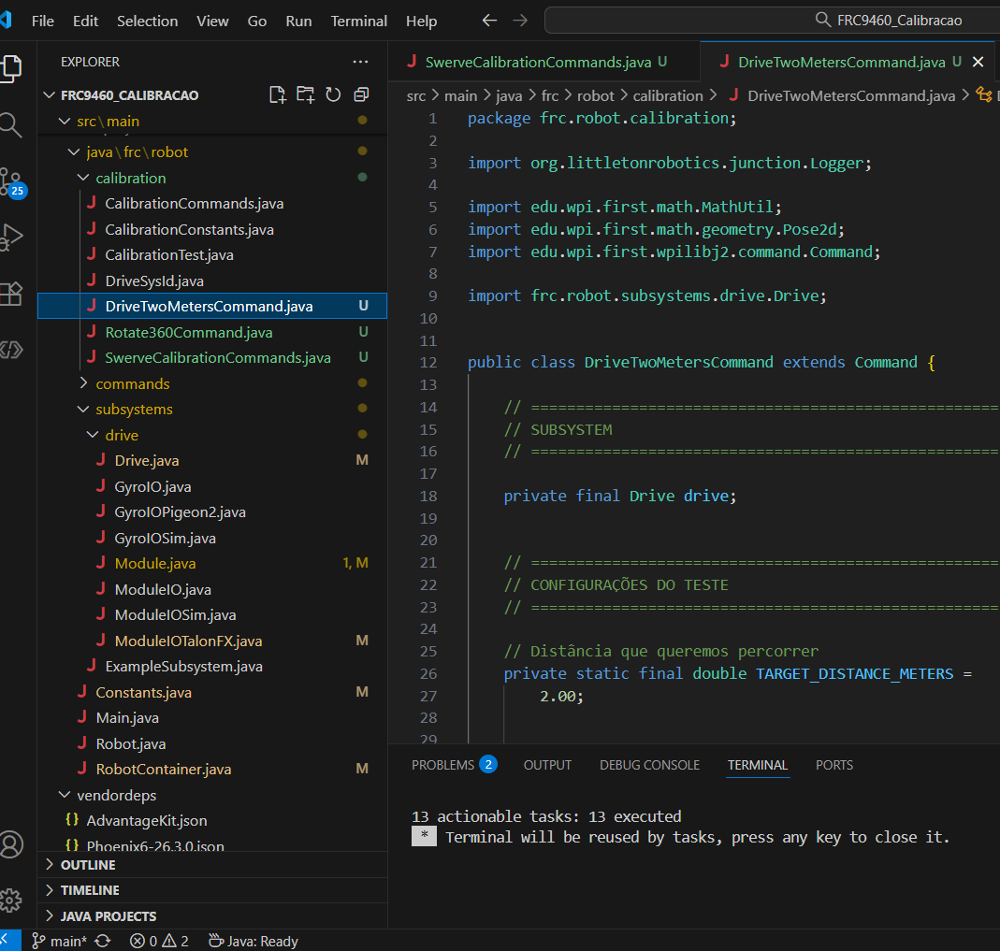 File Edit Selection View Go Run Terminal Help FRC9460_Calibracao
EXPLORER
FRC9460_CALIBRACAO
src\main
java\frc\robot
calibration
J CalibrationCommands.java
J CalibrationConstants.java
J CalibrationTest.java
J DriveSysId.java
J DriveTwoMetersCommand.java U
J Rotate360Command.java U
J SwerveCalibrationCommands.java U
commands
subsystems
drive
J Drive.java M
J GyroIO.java
J GyroIOPigeon2.java
J GyroIOSim.java
J Module.java 1, M
J ModuleIO.java
J ModuleIOSim.java
J ModuleIOTalonFX.java M
J ExampleSubsystem.java
J Constants.java M
J Main.java
J Robot.java
J RobotContainer.java M
vendordeps
{} AdvantageKit.json
{} Phoenix6-26.3.0.json
OUTLINE
TIMELINE
JAVA PROJECTS
25
J SwerveCalibrationCommands.java U
J DriveTwoMetersCommand.java U
src > main > java > frc > robot > calibration > J DriveTwoMetersCommand.java >
1 package frc.robot.calibration;
2
3 import org.littletonrobotics.junction.Logger;
4
5 import edu.wpi.first.math.MathUtil;
6 import edu.wpi.first.math.geometry.Pose2d;
7 import edu.wpi.first.wpilibj2.command.Command;
8
9 import frc.robot.subsystems.drive.Drive;
10
11
12 public class DriveTwoMetersCommand extends Command {
13
14 // ====================================================
15 // SUBSYSTEM
16 // ====================================================
17
18 private final Drive drive;
19
20
21 // ====================================================
22 // CONFIGURAÇÕES DO TESTE
23 // ====================================================
24
25 // Distância que queremos percorrer
26 private static final double TARGET_DISTANCE_METERS =
27 2.00;
28
29
PROBLEMS 2 OUTPUT DEBUG CONSOLE TERMINAL PORTS
13 actionable tasks: 13 executed
* Terminal will be reused by tasks, press any key to close it.
main* 0 2 Java: Ready